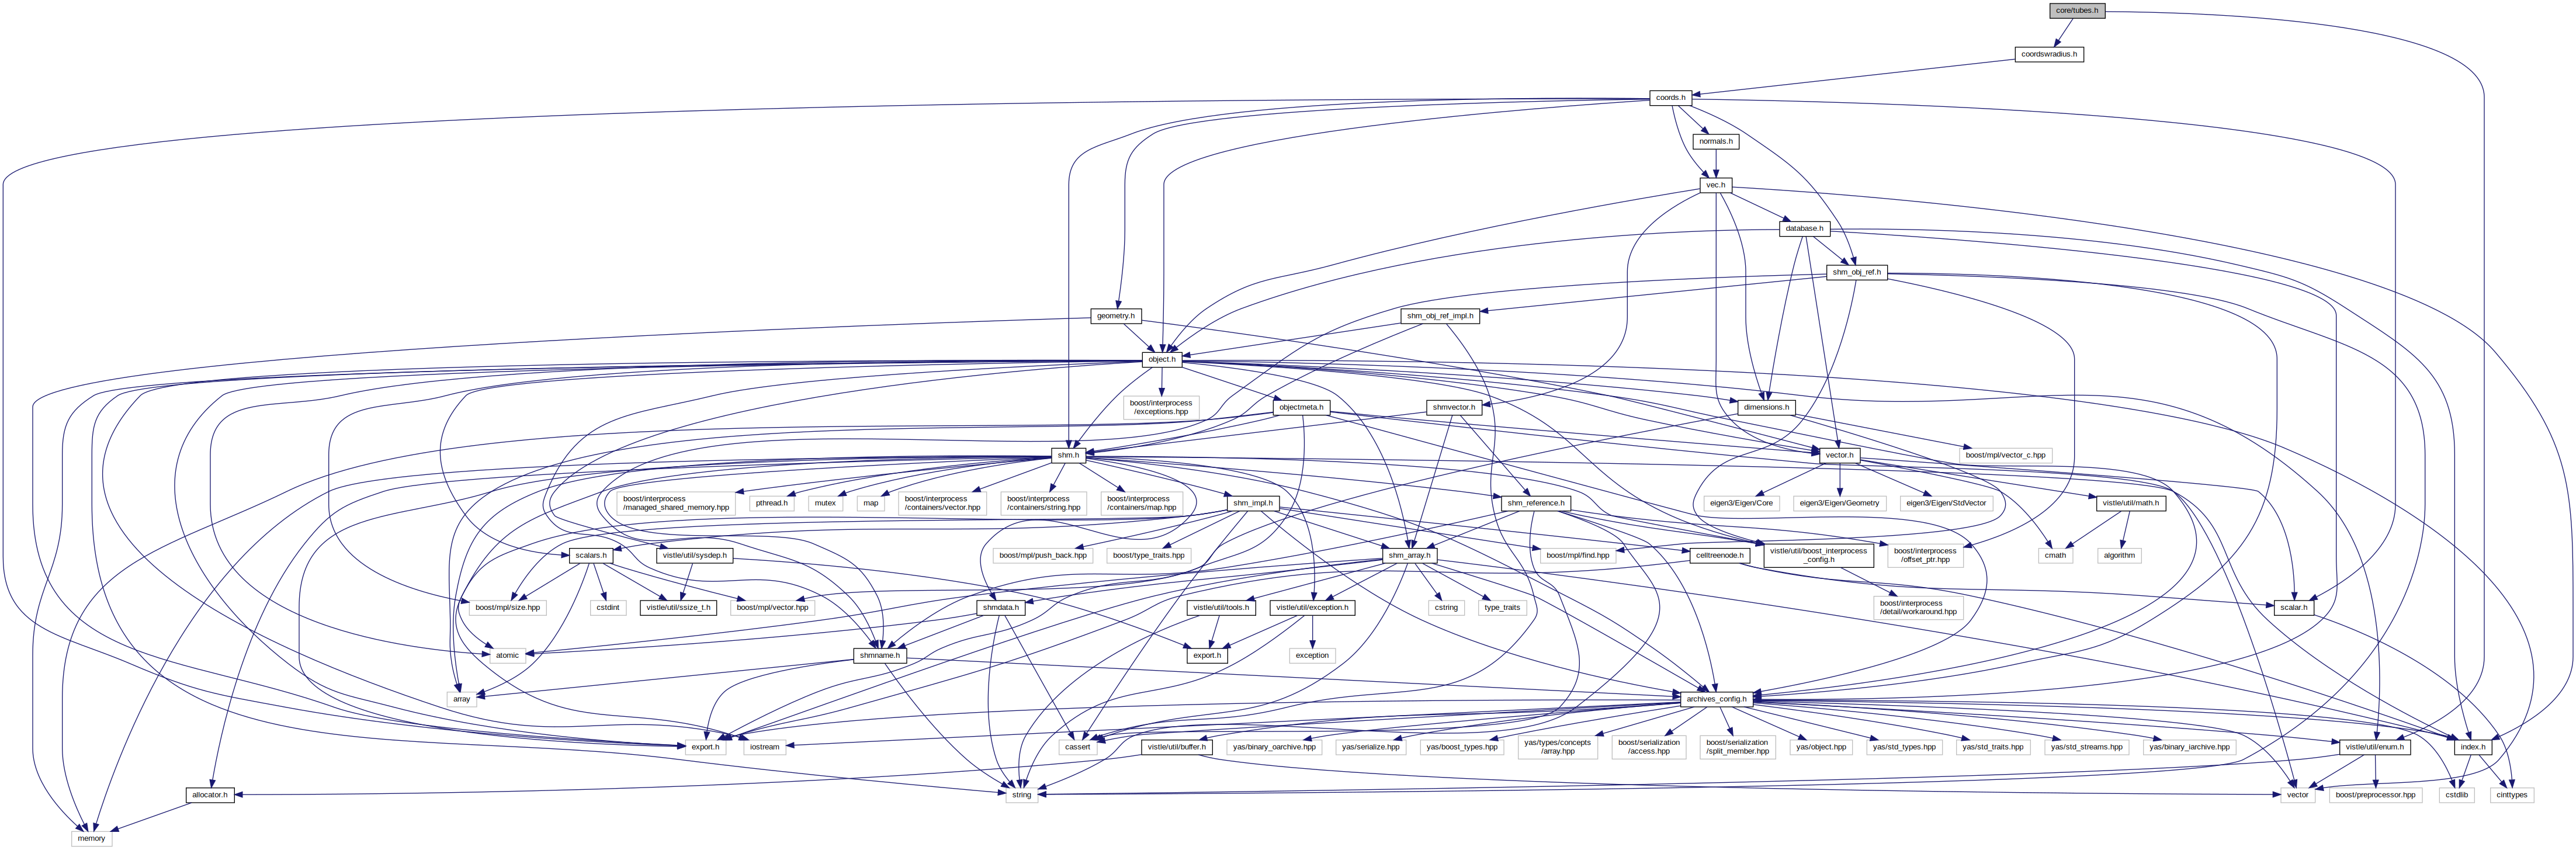 core/tubes.h
coordswradius.h
coords.h
normals.h
vec.h
database.h
shm_obj_ref.h
geometry.h
shm_obj_ref_impl.h
object.h
boost/interprocess
/exceptions.hpp
objectmeta.h
shmvector.h
dimensions.h
shm.h
vector.h
boost/mpl/vector_c.hpp
boost/interprocess
/managed_shared_memory.hpp
pthread.h
mutex
map
boost/interprocess
/containers/vector.hpp
boost/interprocess
/containers/string.hpp
boost/interprocess
/containers/map.hpp
shm_impl.h
shm_reference.h
eigen3/Eigen/Core
eigen3/Eigen/Geometry
eigen3/Eigen/StdVector
vistle/util/math.h
scalars.h
vistle/util/sysdep.h
boost/mpl/push_back.hpp
boost/type_traits.hpp
shm_array.h
boost/mpl/find.hpp
celltreenode.h
vistle/util/boost_interprocess
_config.h
boost/interprocess
/offset_ptr.hpp
cmath
algorithm
boost/mpl/size.hpp
cstdint
vistle/util/ssize_t.h
boost/mpl/vector.hpp
shmdata.h
vistle/util/tools.h
vistle/util/exception.h
cstring
type_traits
boost/interprocess
/detail/workaround.hpp
scalar.h
atomic
shmname.h
export.h
exception
array
archives_config.h
export.h
iostream
cassert
vistle/util/buffer.h
yas/binary_oarchive.hpp
yas/serialize.hpp
yas/boost_types.hpp
yas/types/concepts
/array.hpp
boost/serialization
/access.hpp
boost/serialization
/split_member.hpp
yas/object.hpp
yas/std_types.hpp
yas/std_traits.hpp
yas/std_streams.hpp
yas/binary_iarchive.hpp
vistle/util/enum.h
index.h
allocator.h
string
vector
boost/preprocessor.hpp
cstdlib
cinttypes
memory